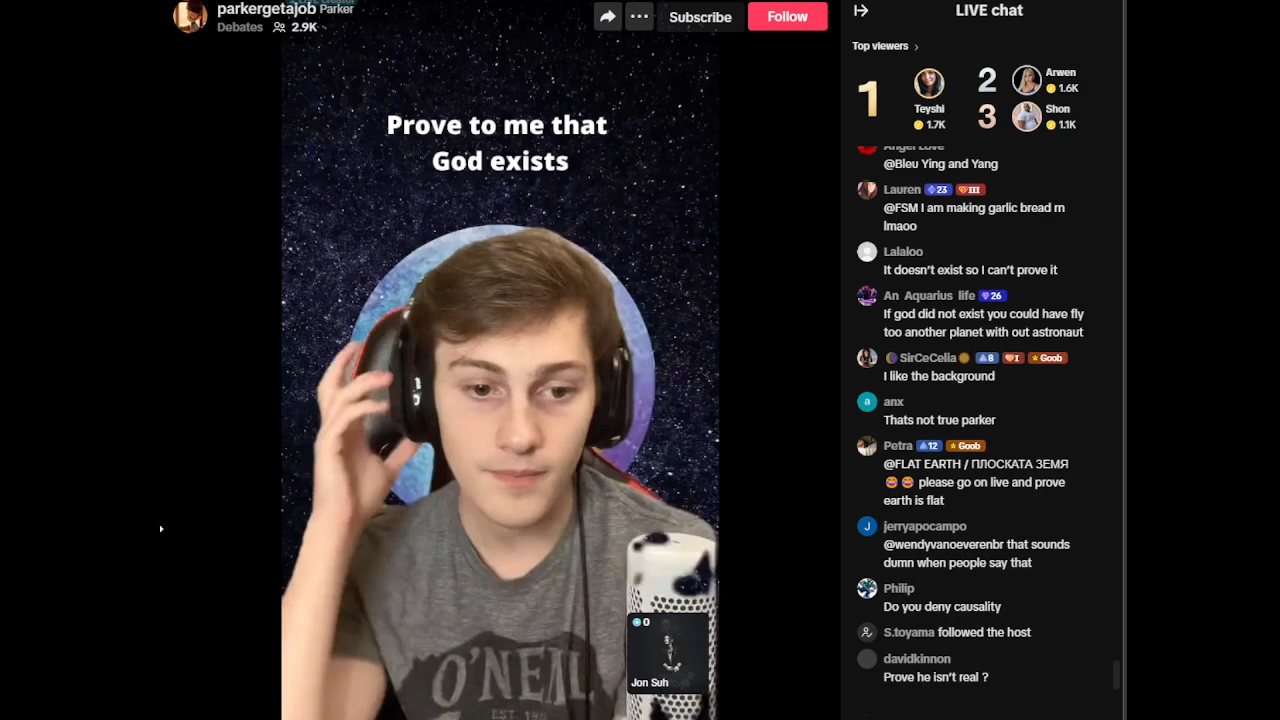 parkergetajob Parker
Debates 2.9K
Subscribe
Follow
Prove to me that
God exists
O'NEAL
0
Jon Suh
LIVE chat
Top viewers >
1
Teyshi
1.7K
2
Arwen
1.6K
3
Shon
1.1K
Angel Love
@Bleu Ying and Yang
Lauren 23 III
@FSM I am making garlic bread rn
lmaoo
Lalaloo
It doesn't exist so I can't prove it
An Aquarius life 26
If god did not exist you could have fly
too another planet with out astronaut
SirCeCelia 8 I Goob
I like the background
a anx
Thats not true parker
Petra 12 Goob
@FLAT EARTH / ПЛОСКАТА ЗЕМЯ
😂 😂 please go on live and prove
earth is flat
J jerryapocampo
@wendyvanoeverenbr that sounds
dumn when people say that
Philip
Do you deny causality
S.toyama followed the host
davidkinnon
Prove he isn't real ?